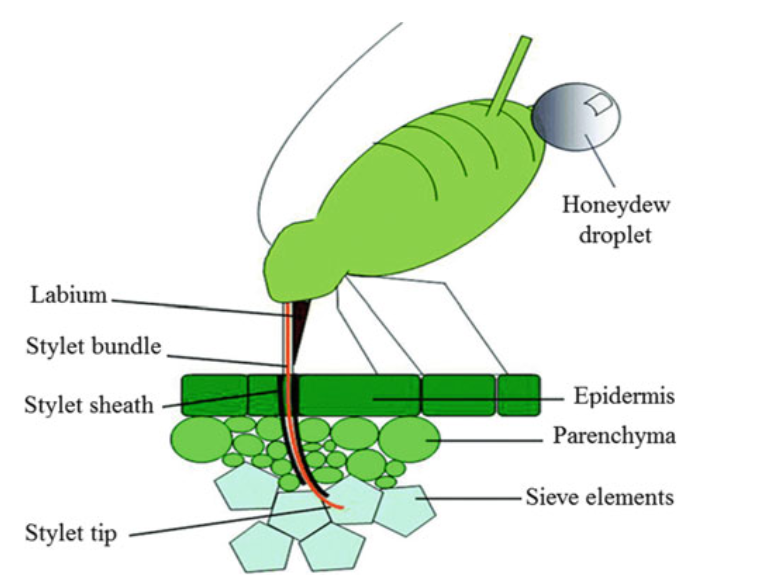 Honeydew
droplet
Labium
Stylet bundle
Stylet sheath
Epidermis
Parenchyma
Sieve elements
Stylet tip